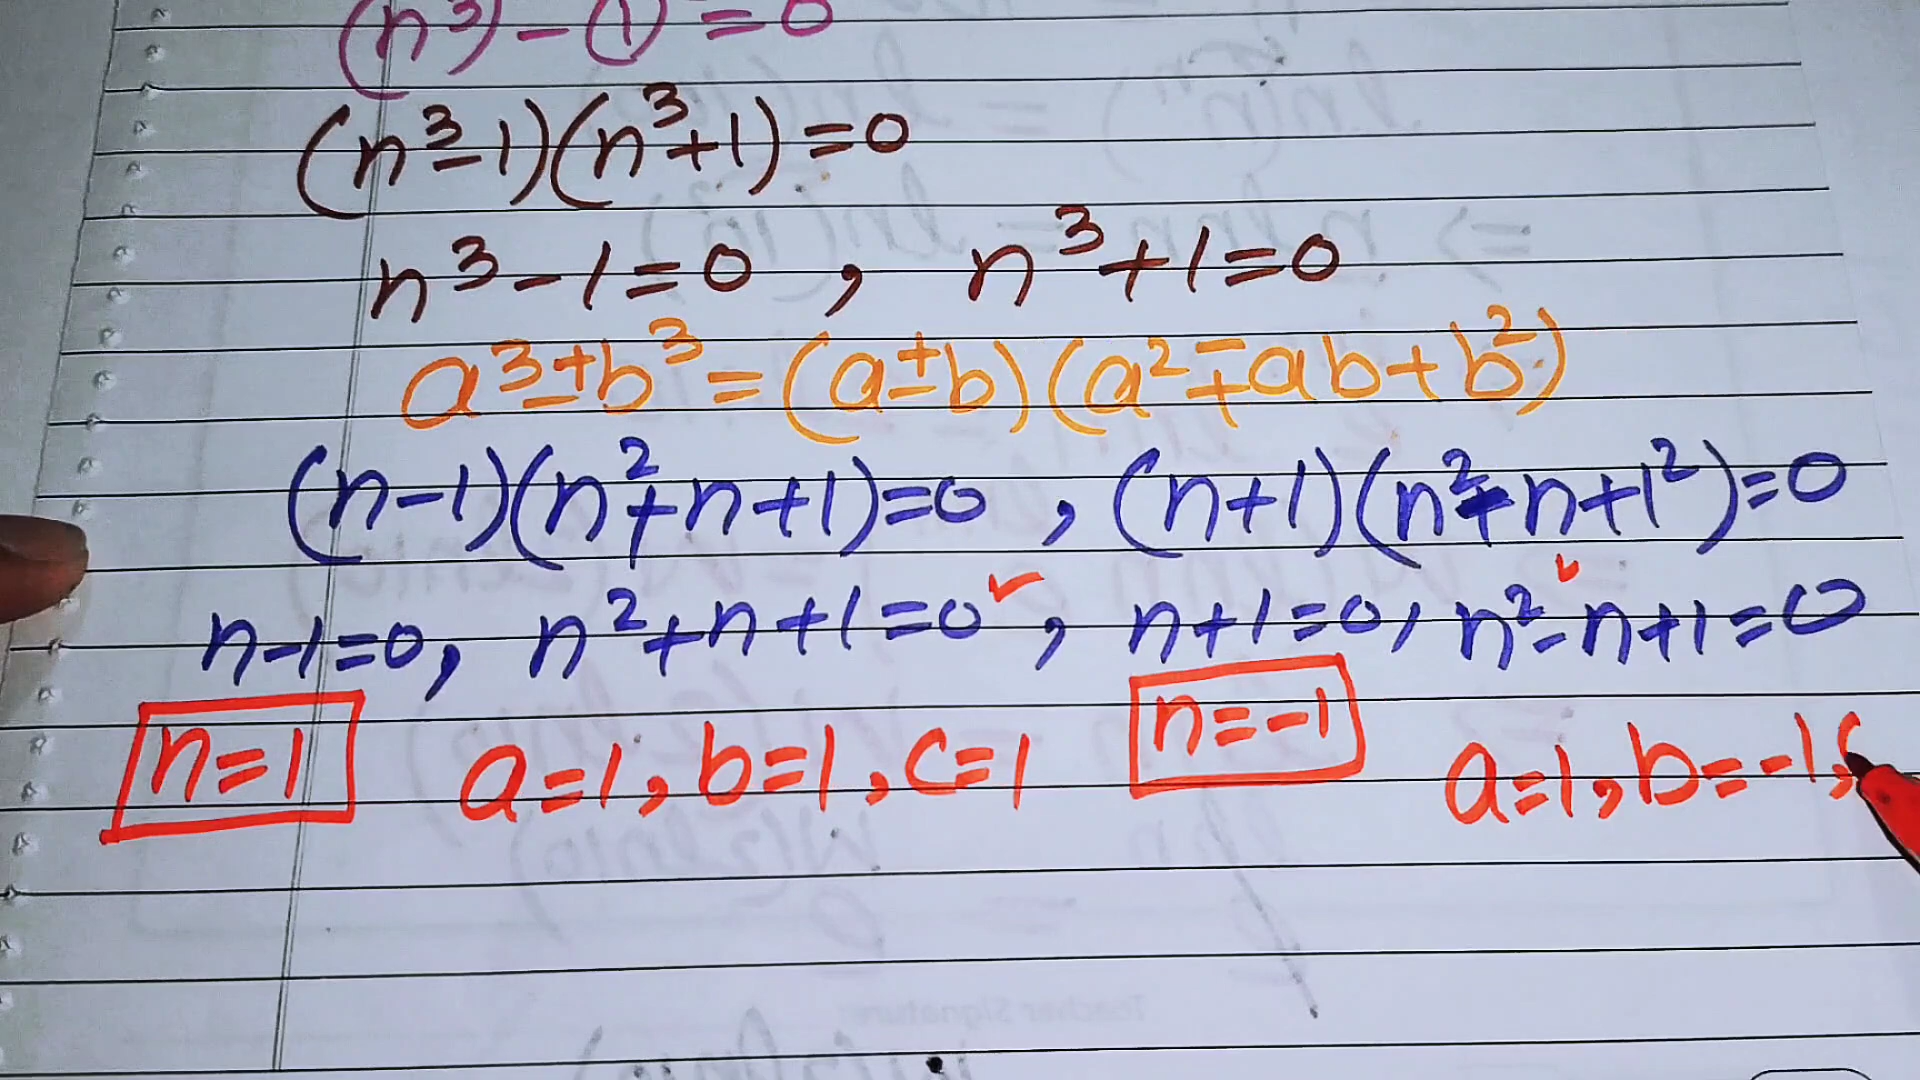 (n³) - (1) = 0
(n³-1)(n³+1)=0
n³-1=0 , n³+1=0
a³±b³=(a±b)(a²∓ab+b²)
(n-1)(n²+n+1)=0 , (n+1)(n²-n+1²)=0
n-1=0, n²+n+1=0 ✓, n+1=0, n²-n+1=0 ✓
n=1 a=1, b=1, c=1 n=-1 a=1, b=-1, c